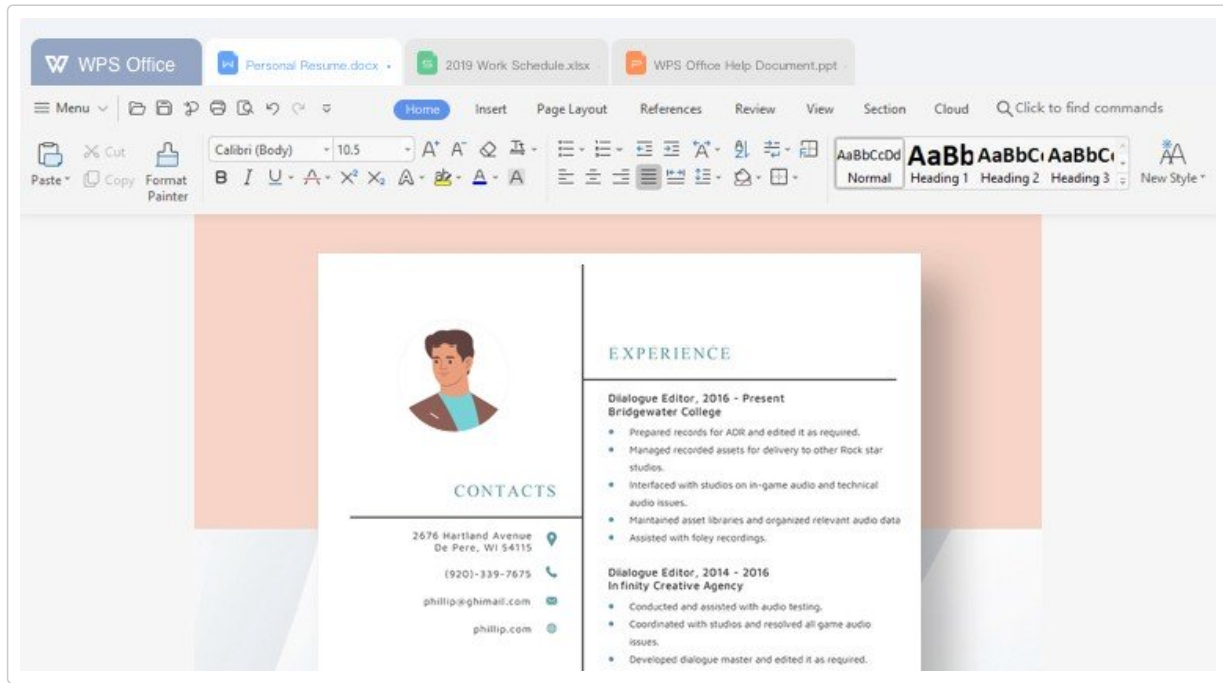 WPS Office
Personal Resume.docx
2019 Work Schedule.xlsx
WPS Office Help Document.ppt
Menu
Home
Insert
Page Layout
References
Review
View
Section
Cloud
Click to find commands
Paste
Cut
Copy
Format
Painter
Calibri (Body)
10.5
AaBbCcDd
Normal
AaBb
Heading 1
AaBbC
Heading 2
AaBbC
Heading 3
New Style
CONTACTS
2676 Hartland Avenue
De Pere, WI 54115
(920)-339-7675
phillip@ghimail.com
phillip.com
EXPERIENCE
Diialogue Editor, 2016 - Present
Bridgewater College
Prepared records for ADR and edited it as required.
Managed recorded assets for delivery to other Rock star
studios.
Interfaced with studios on in-game audio and technical
audio issues.
Maintained asset libraries and organized relevant audio data
Assisted with foley recordings.
Diialogue Editor, 2014 - 2016
Infinity Creative Agency
Conducted and assisted with audio testing.
Coordinated with studios and resolved all game audio
issues.
Developed dialogue master and edited it as required.